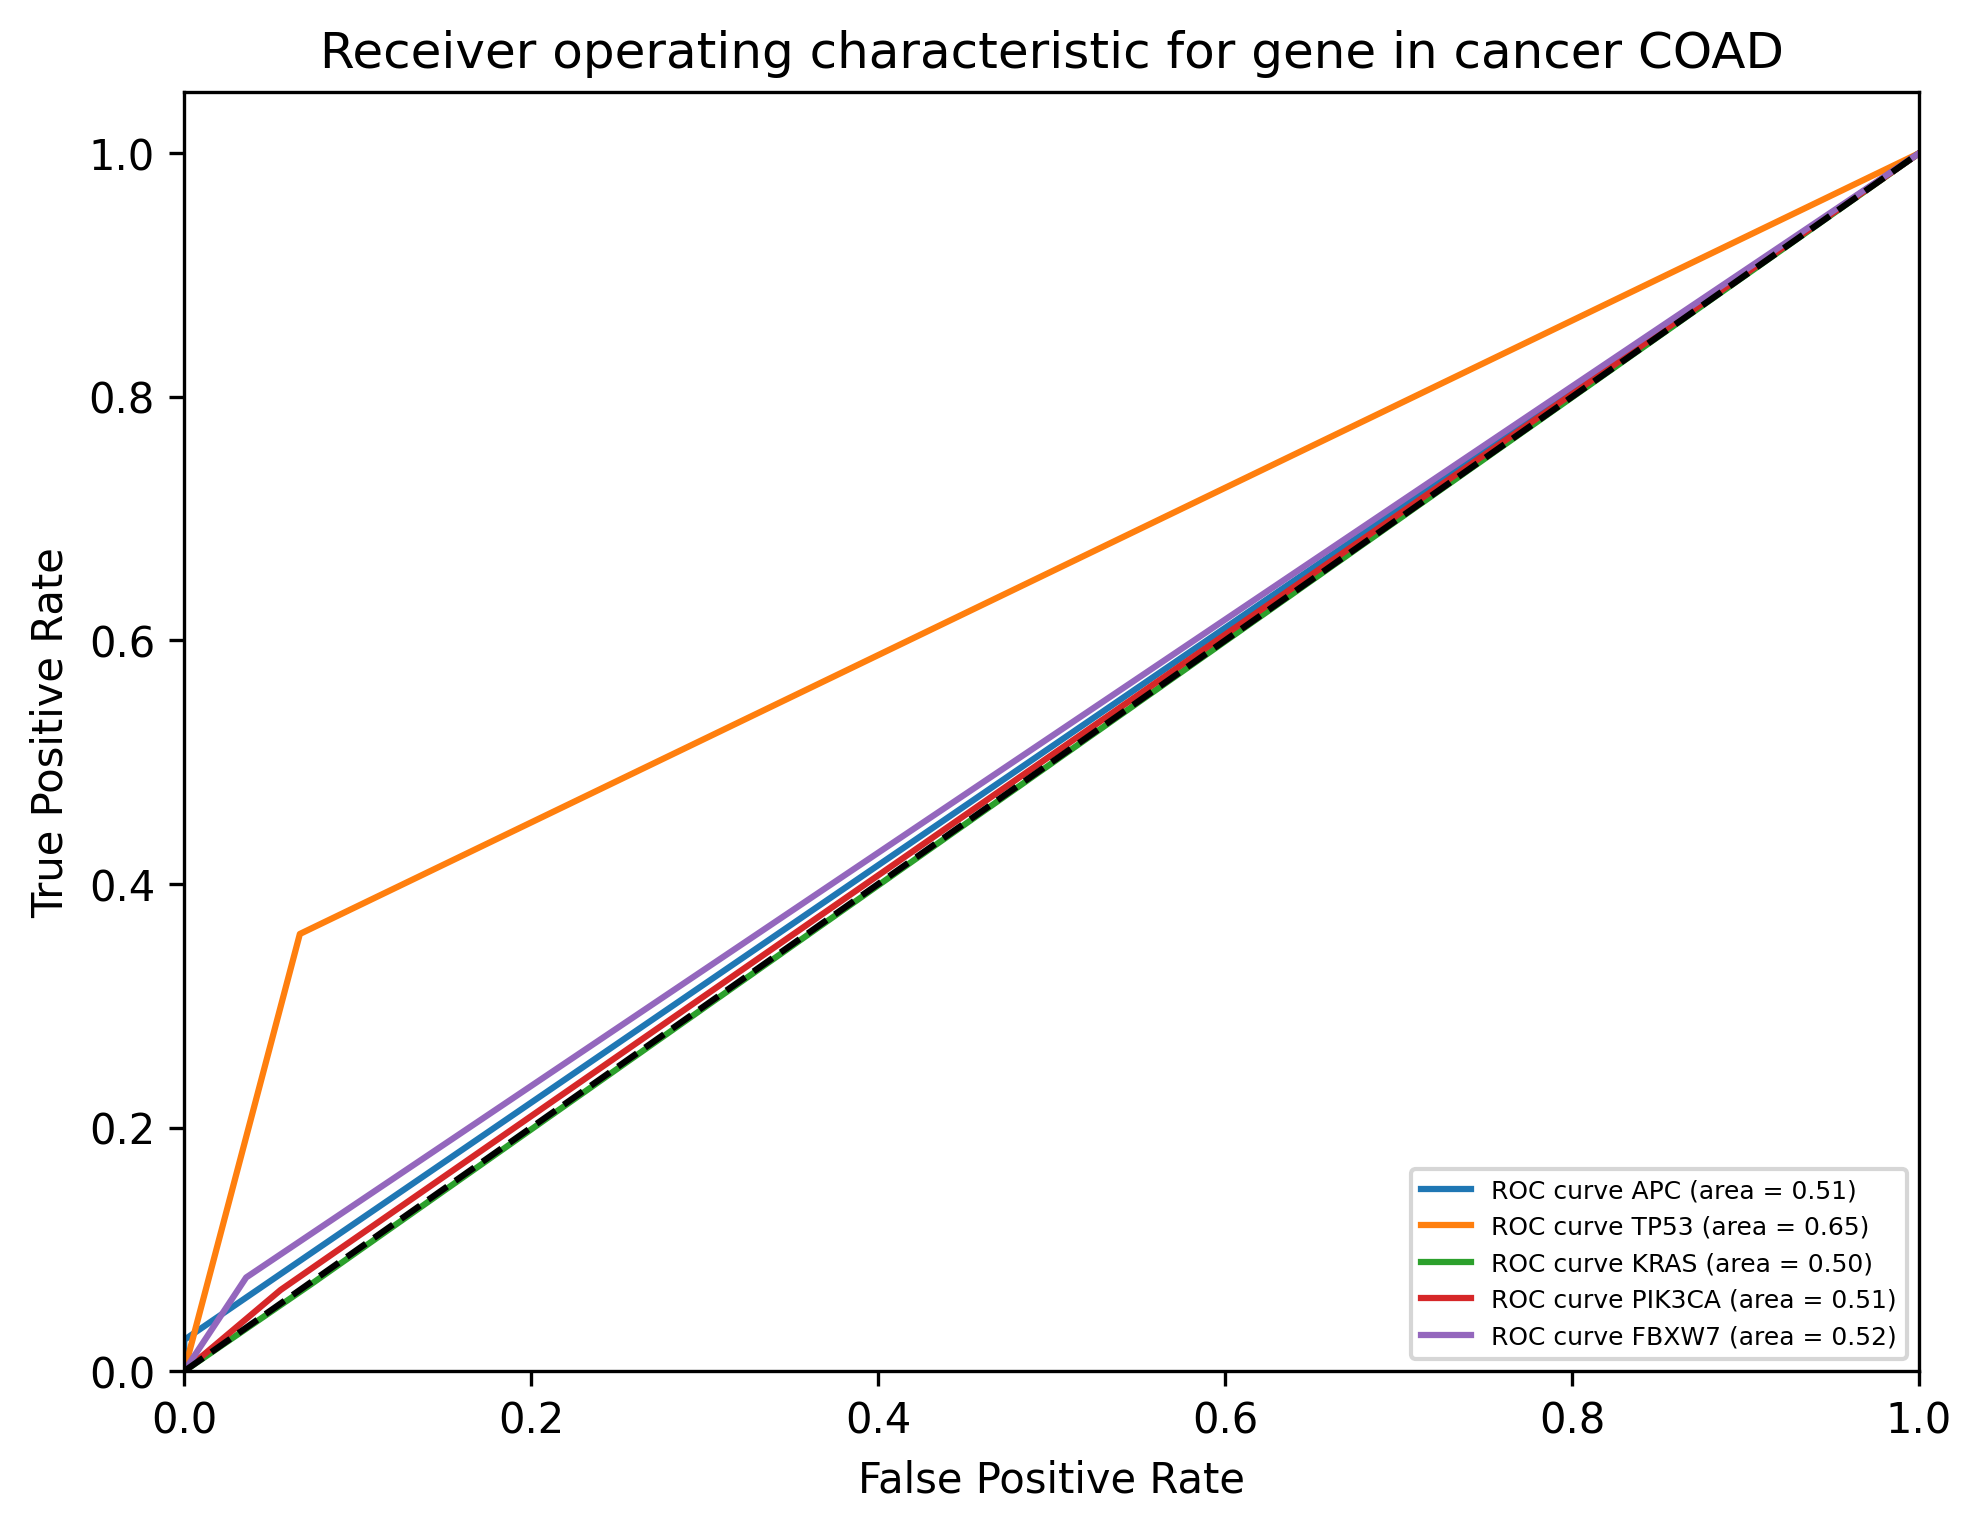 Receiver operating characteristic for gene in cancer COAD
True Positive Rate
1.0
0.8
0.6
0.4
0.2
0.0
ROC curve APC (area = 0.51)
ROC curve TP53 (area = 0.65)
ROC curve KRAS (area = 0.50)
ROC curve PIK3CA (area = 0.51)
ROC curve FBXW7 (area = 0.52)
0.0 0.2 0.4 0.6 0.8 1.0
False Positive Rate